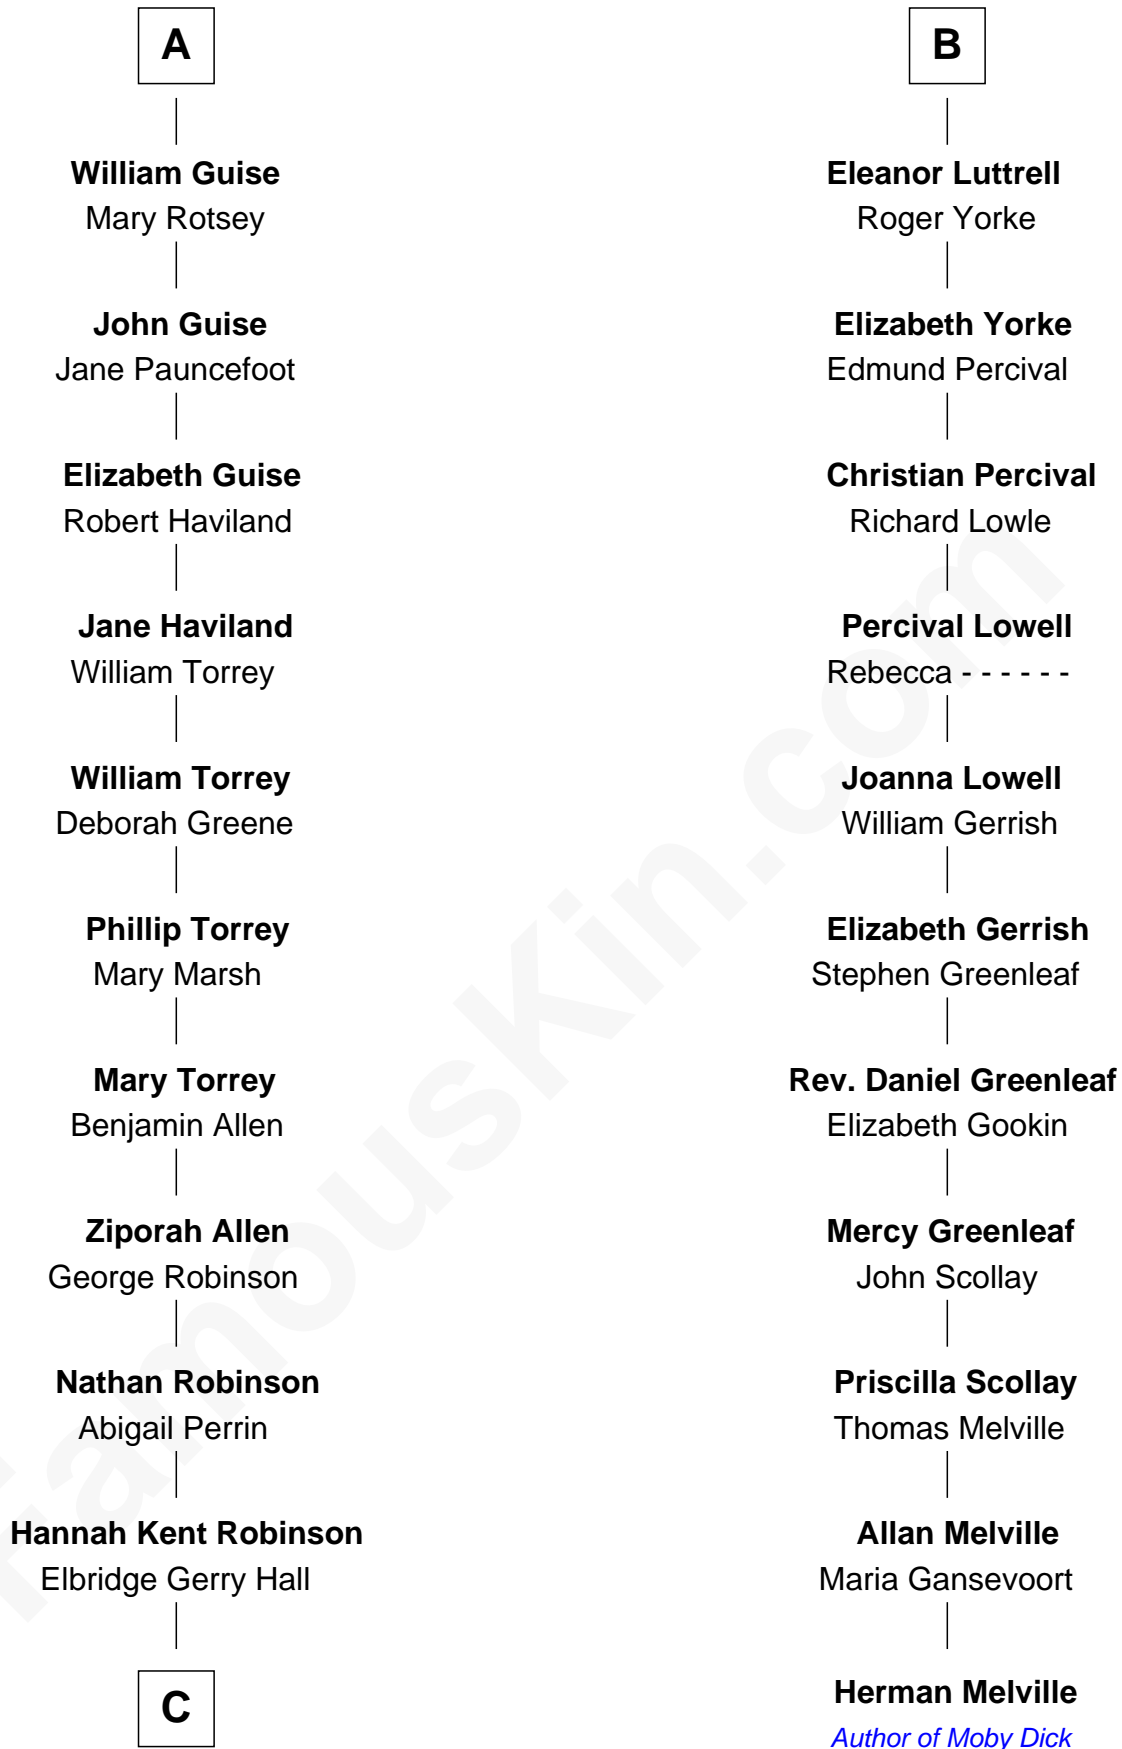 A
William Guise
Mary Rotsey
John Guise
Jane Pauncefoot
Elizabeth Guise
Robert Haviland
Jane Haviland
William Torrey
William Torrey
Deborah Greene
Phillip Torrey
Mary Marsh
Mary Torrey
Benjamin Allen
Ziporah Allen
George Robinson
Nathan Robinson
Abigail Perrin
Hannah Kent Robinson
Elbridge Gerry Hall
C
B
Eleanor Luttrell
Roger Yorke
Elizabeth Yorke
Edmund Percival
Christian Percival
Richard Lowle
Percival Lowell
Rebecca - - - - - -
Joanna Lowell
William Gerrish
Elizabeth Gerrish
Stephen Greenleaf
Rev. Daniel Greenleaf
Elizabeth Gookin
Mercy Greenleaf
John Scollay
Priscilla Scollay
Thomas Melville
Allan Melville
Maria Gansevoort
Herman Melville
Author of Moby Dick
FamousKin.com